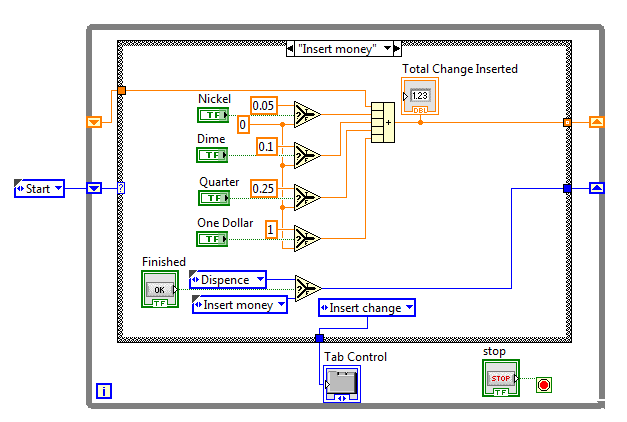 "Insert money"
Total Change Inserted
1.23
DBL
Nickel
TF
0.05
0
+
Dime
TF
0.1
Start
?
Quarter
TF
0.25
One Dollar
TF
1
Finished
OK
TF
Dispence
Insert money
Insert change
Tab Control
stop
STOP
TF
i